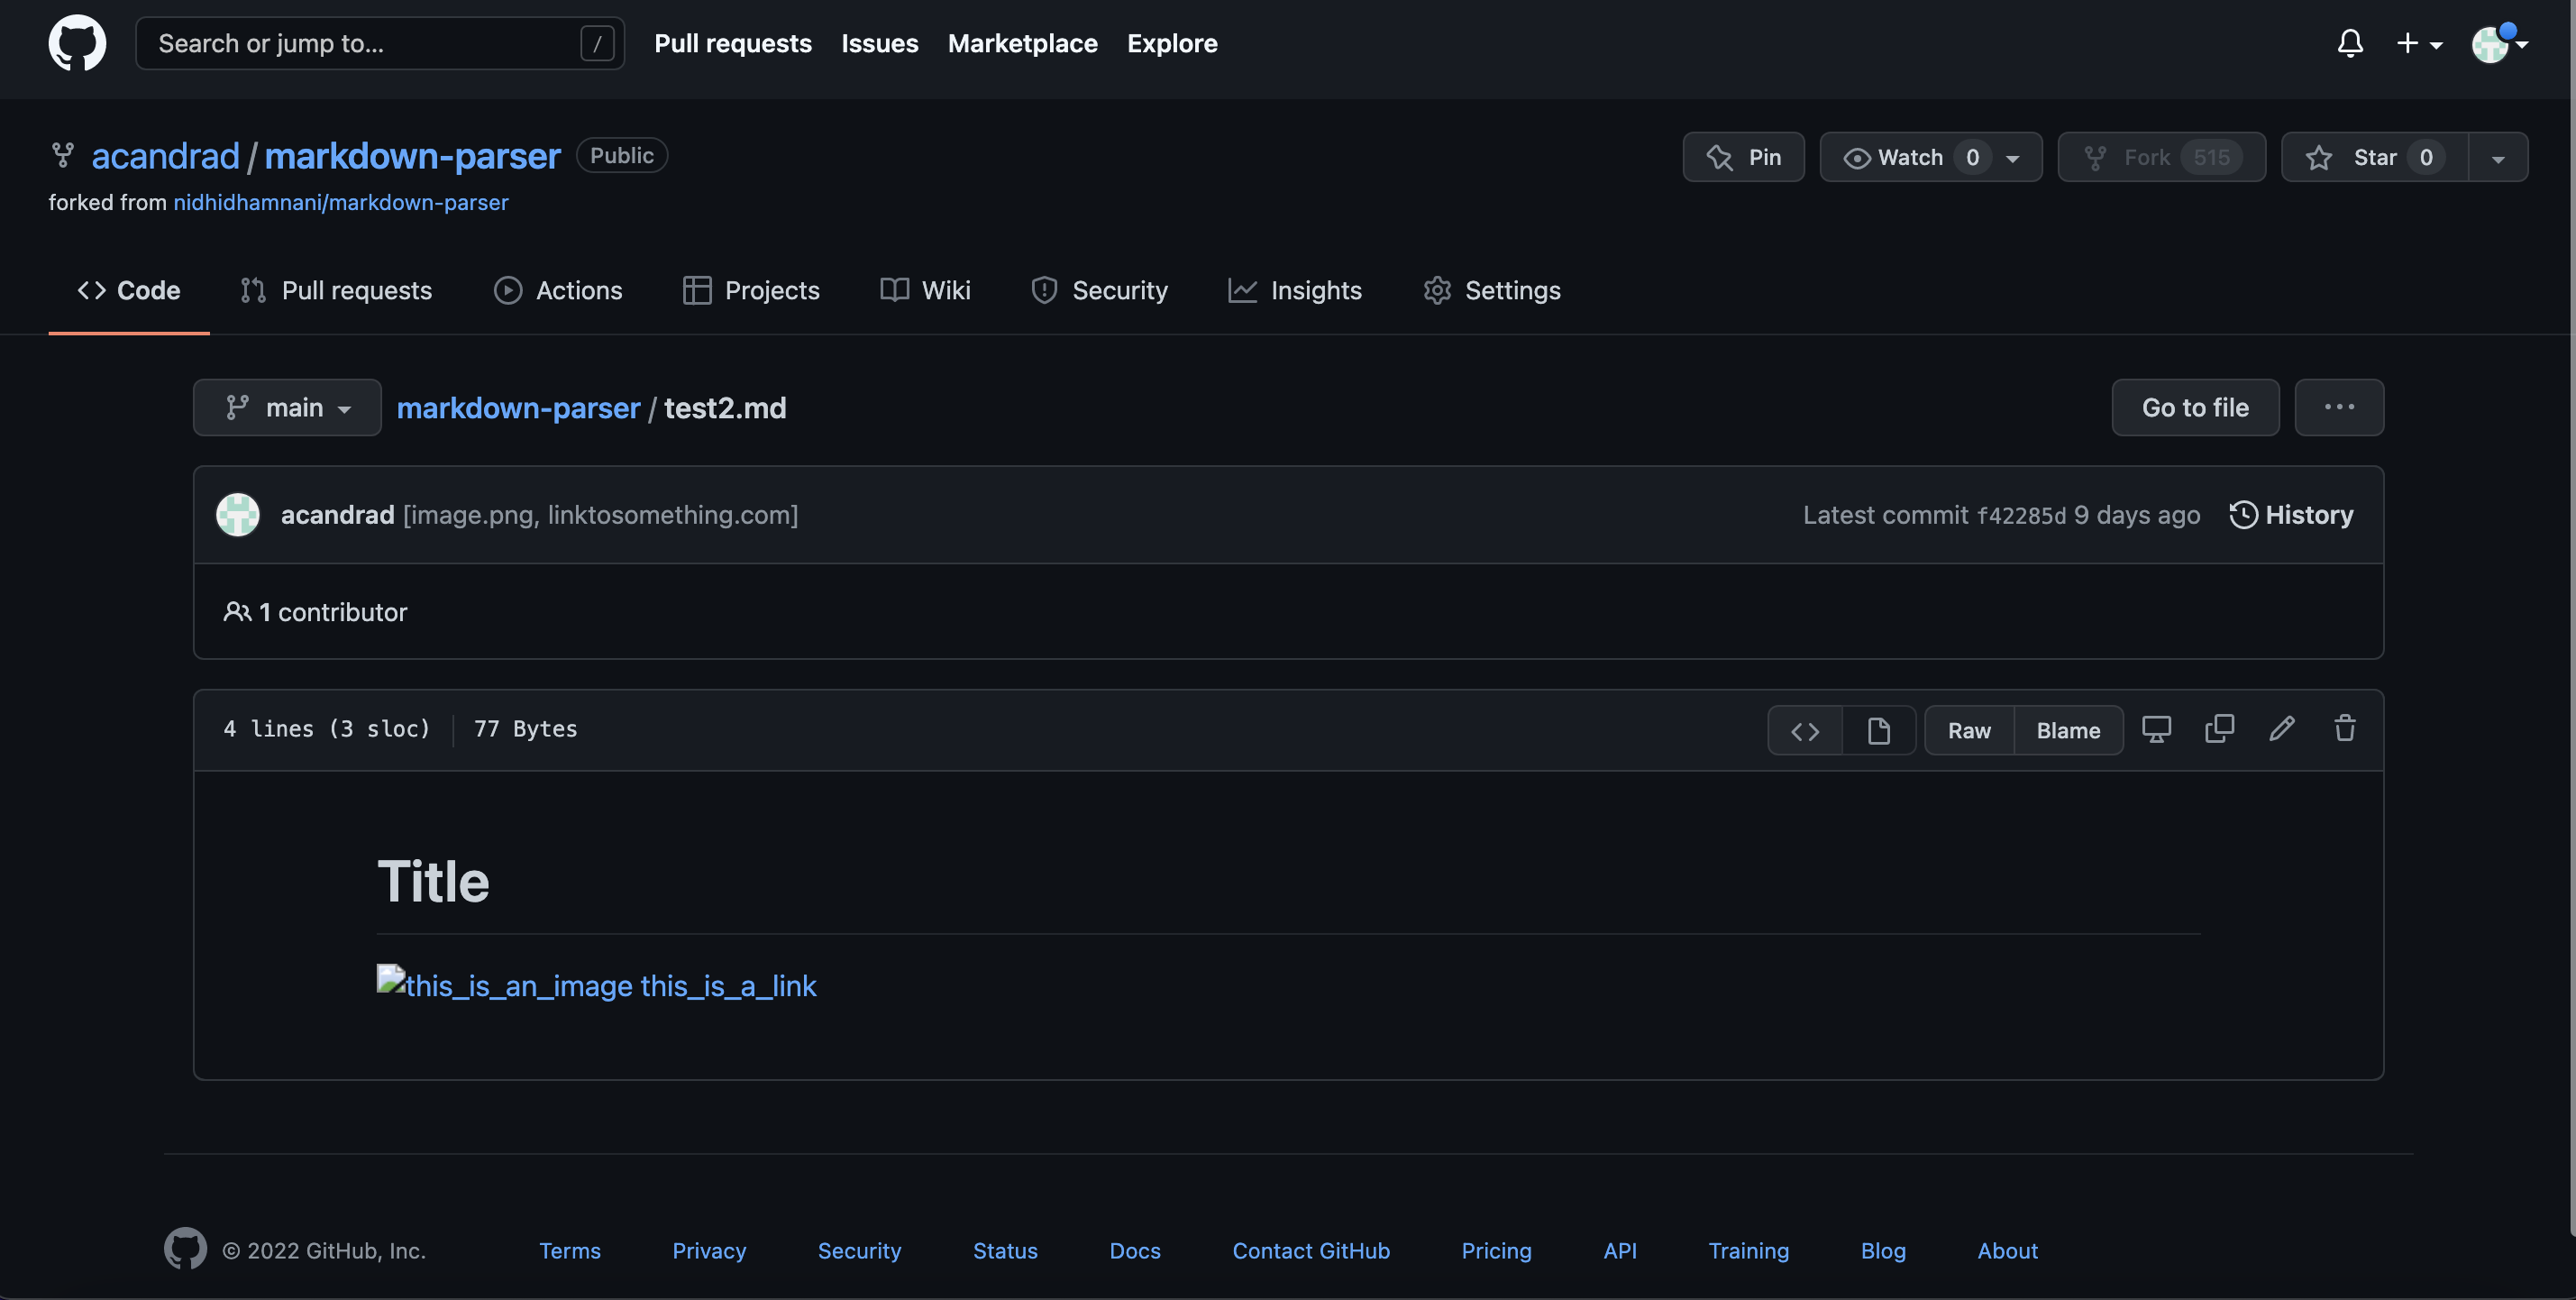 Search or jump to... / Pull requests Issues Marketplace Explore
acandrad / markdown-parser Public Pin Watch 0 Fork 515 Star 0
forked from nidhidhamnani/markdown-parser
Code Pull requests Actions Projects Wiki Security Insights Settings
main markdown-parser / test2.md Go to file ...
acandrad [image.png, linktosomething.com] Latest commit f42285d 9 days ago History
1 contributor
4 lines (3 sloc) 77 Bytes <> Raw Blame
Title
this_is_an_image this_is_a_link
© 2022 GitHub, Inc. Terms Privacy Security Status Docs Contact GitHub Pricing API Training Blog About